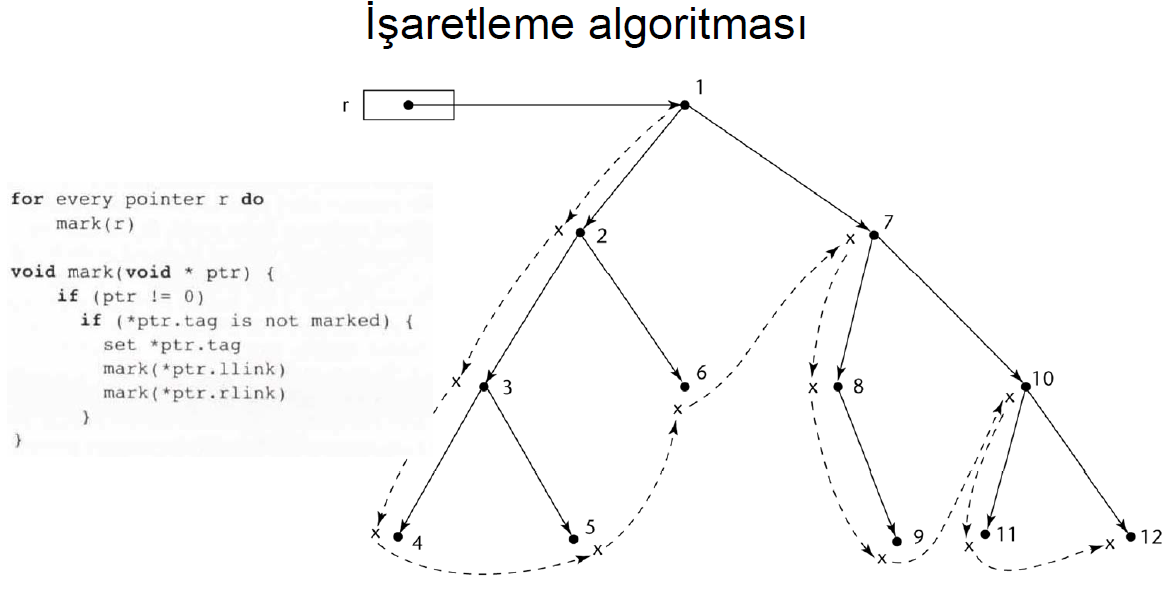 İşaretleme algoritması
r
1
for every pointer r do
mark(r)
void mark(void * ptr) {
if (ptr != 0)
if (*ptr.tag is not marked) {
set *ptr.tag
mark(*ptr.llink)
mark(*ptr.rlink)
}
}
x 2
x 7
x 3
x 6
x 8
x 10
x 4
x 5
x 9
x 11
x 12